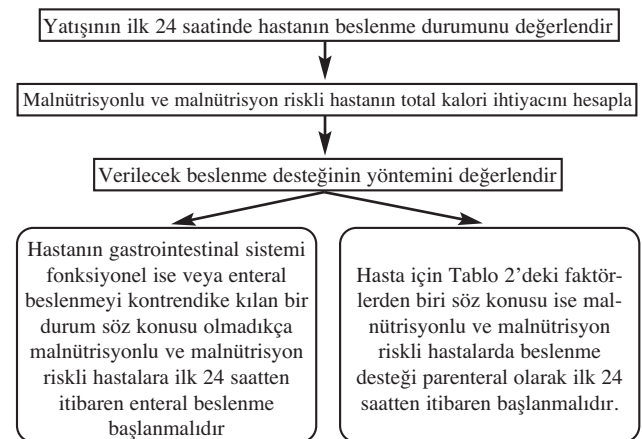 Yatışının ilk 24 saatinde hastanın beslenme durumunu değerlendir
Malnütrisyonlu ve malnütrisyon riskli hastanın total kalori ihtiyacını hesapla
Verilecek beslenme desteğinin yöntemini değerlendir
Hastanın gastrointestinal sistemi
fonksiyonel ise veya enteral
beslenmeyi kontrendike kılan bir
durum söz konusu olmadıkça
malnütrisyonlu ve malnütrisyon
riskli hastalara ilk 24 saatten
itibaren enteral beslenme
başlanmalıdır
Hasta için Tablo 2’deki faktör-
lerden biri söz konusu ise mal-
nütrisyonlu ve malnütrisyon
riskli hastalarda beslenme
desteği parenteral olarak ilk 24
saatten itibaren başlanmalıdır.